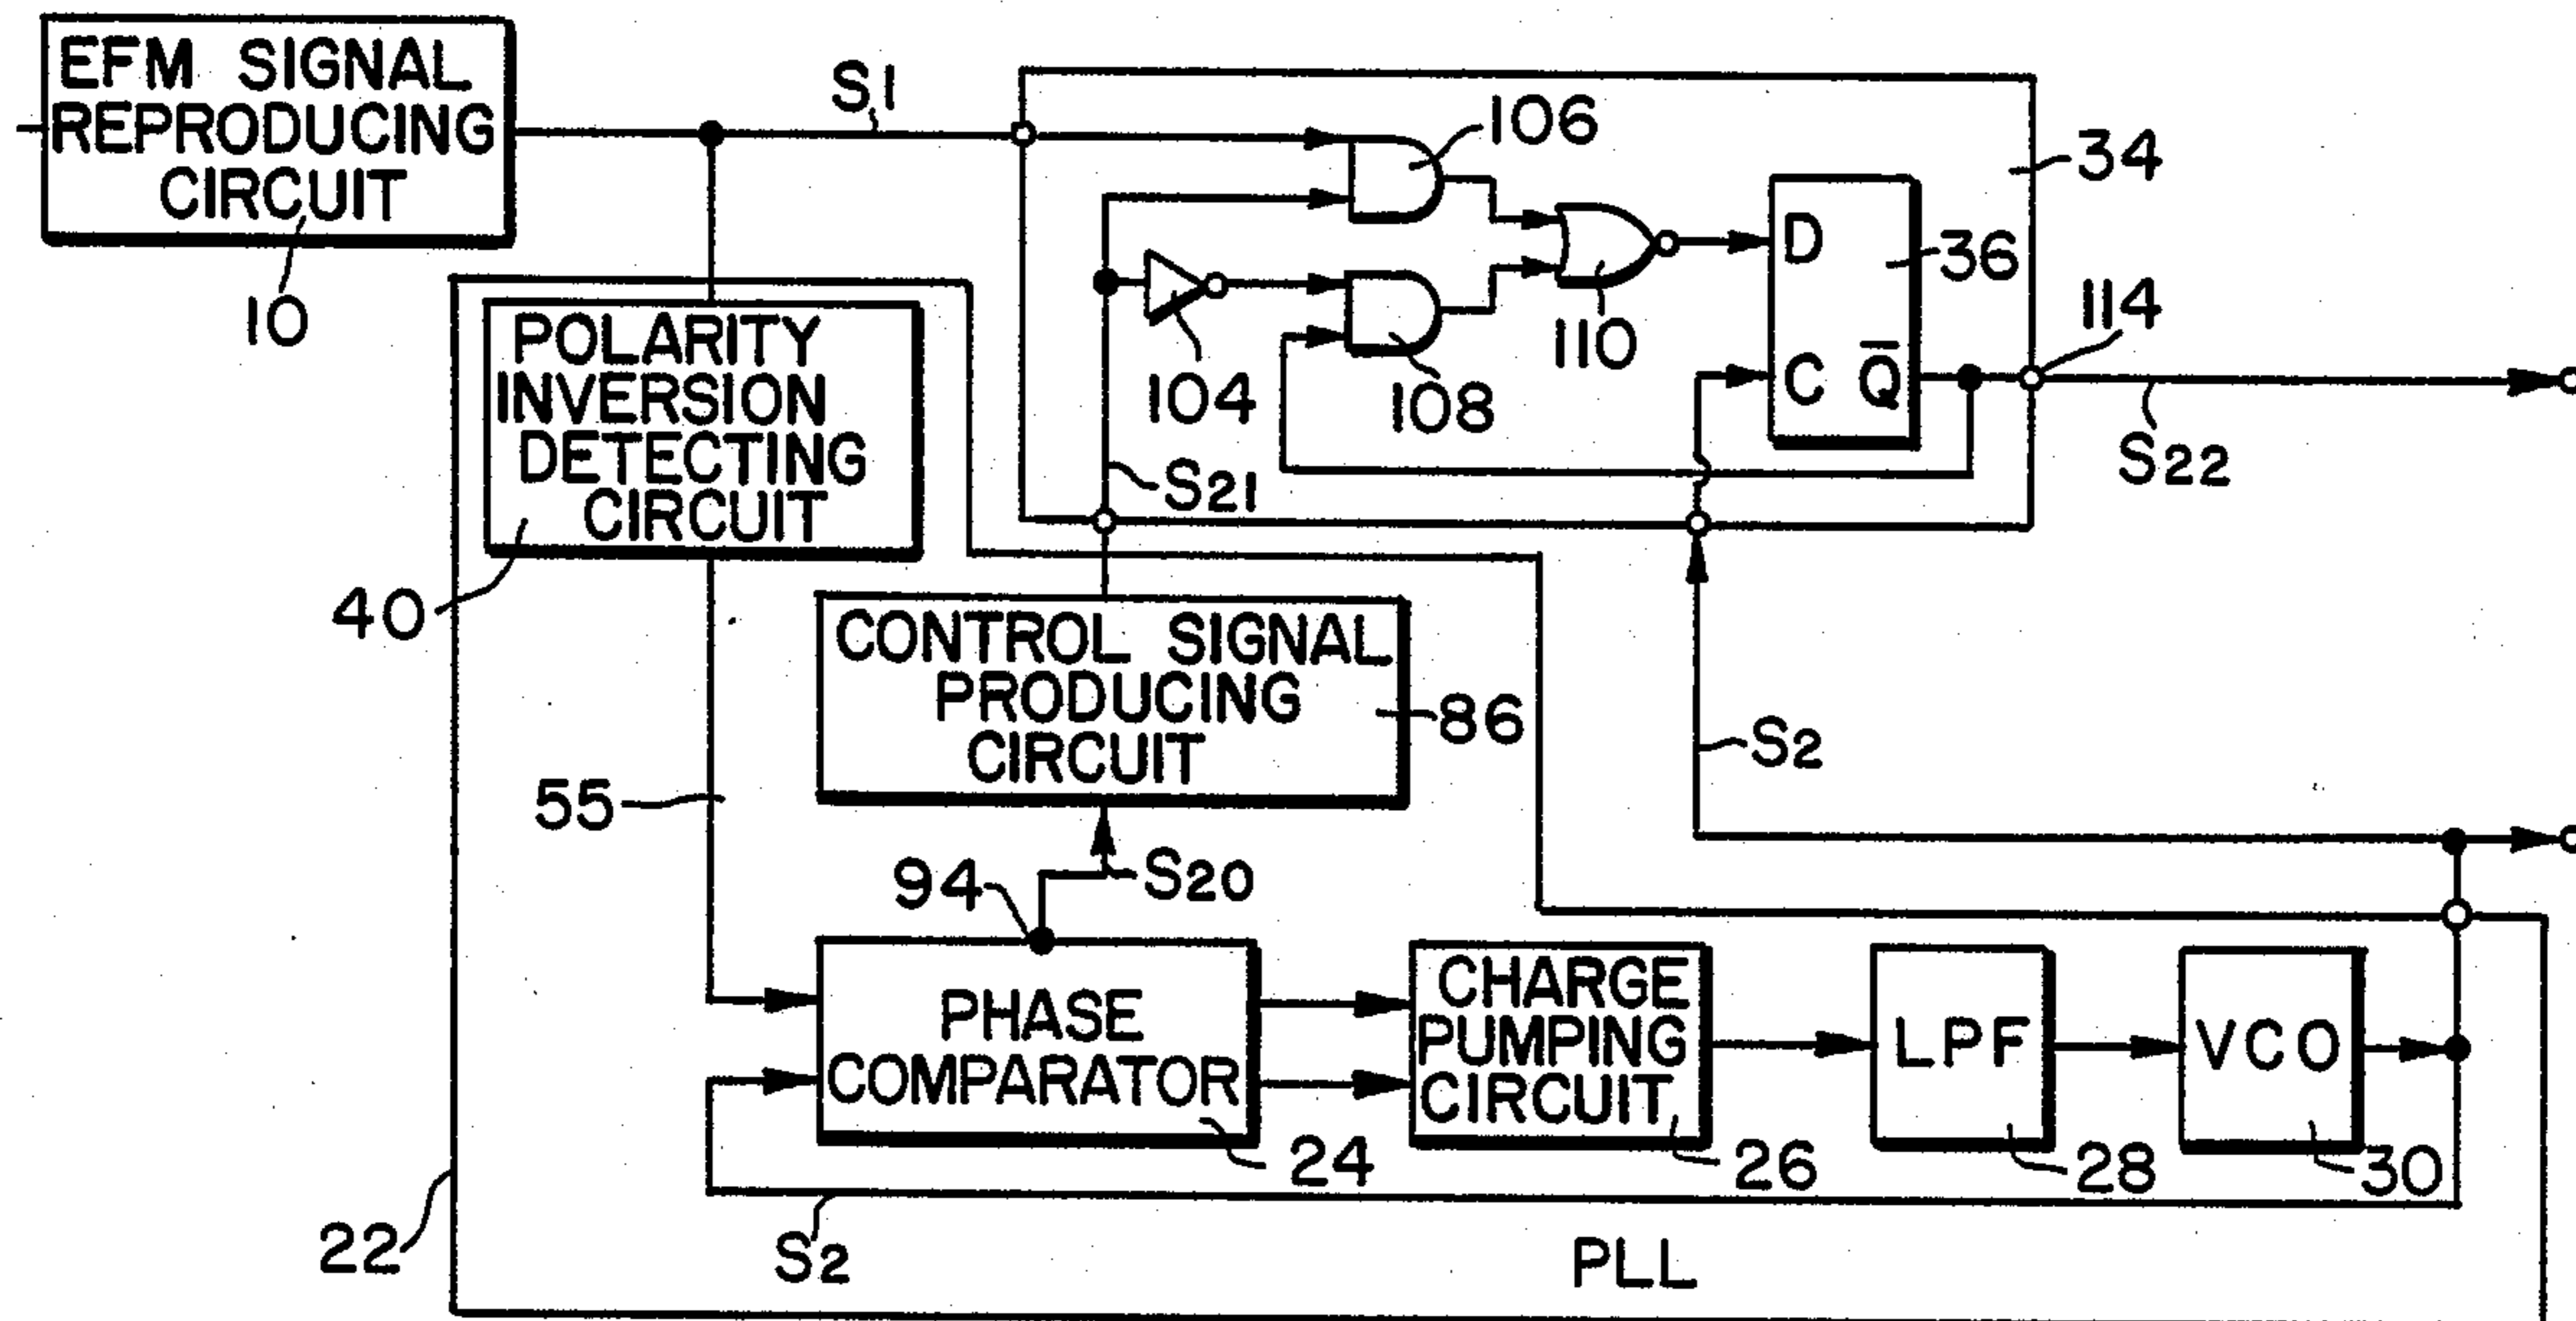 EFM SIGNAL
REPRODUCING
CIRCUIT
10
S1
106
34
D
36
C
Q̅
114
S22
110
104
108
S21
POLARITY
INVERSION
DETECTING
CIRCUIT
40
CONTROL SIGNAL
PRODUCING
CIRCUIT
86
S2
55
94
S20
PHASE
COMPARATOR
24
CHARGE
PUMPING
CIRCUIT
26
LPF
28
VCO
30
22
S2
PLL